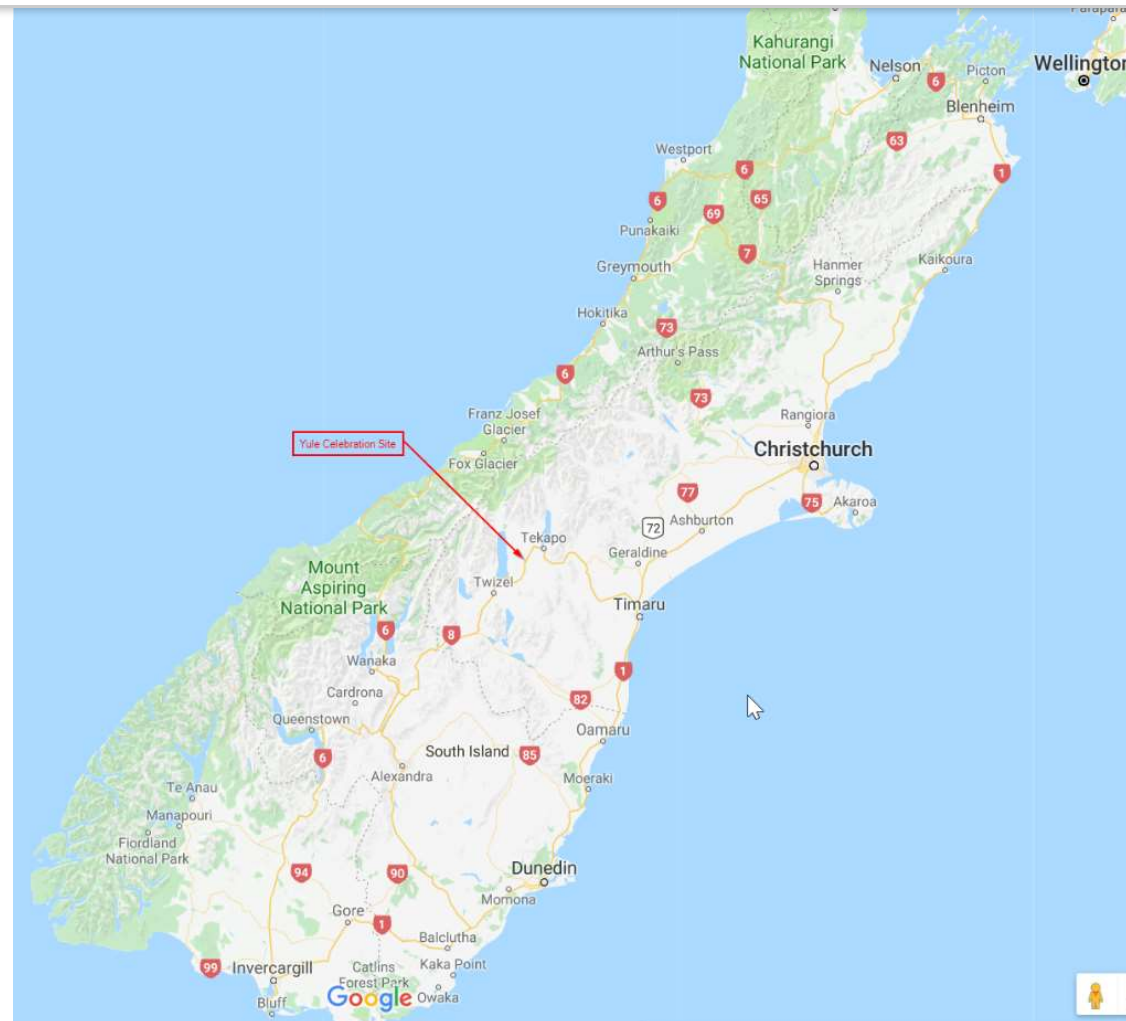 Parapara
Kahurangi
National Park
Nelson
Picton
Wellington
6
Blenheim
63
Westport
6
1
6
65
69
Punakaiki
7
Greymouth
Hanmer
Springs
Kaikoura
Hokitika
73
Arthur's Pass
6
73
Franz Josef
Glacier
Rangiora
Yule Celebration Site
Christchurch
Fox Glacier
77
75
Akaroa
72
Ashburton
Tekapo
Geraldine
Mount
Aspiring
National Park
Twizel
Timaru
6
8
Wanaka
1
Cardrona
82
Queenstown
Oamaru
South Island
85
6
Alexandra
Moeraki
Te Anau
Manapouri
Fiordland
National Park
Dunedin
94
90
Momona
Gore
1
Balclutha
99
Invercargill
Catlins
Forest Park
Kaka Point
Google
Owaka
Bluff